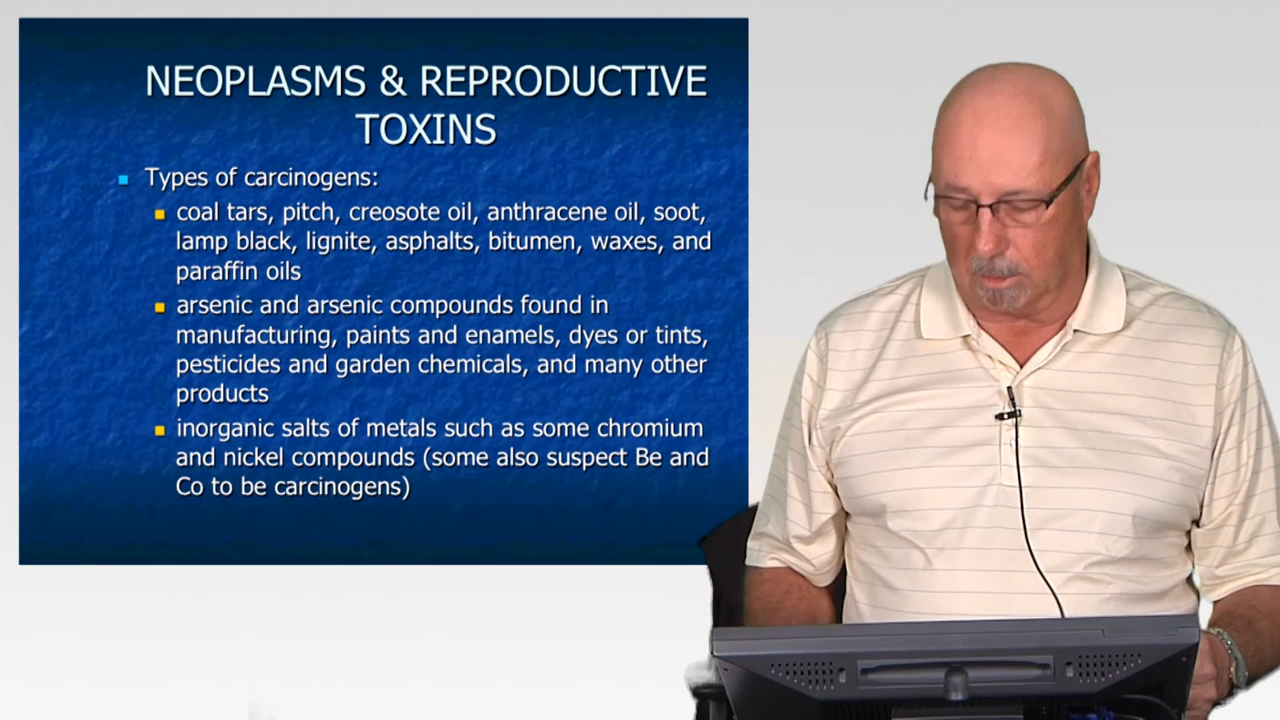 NEOPLASMS & REPRODUCTIVE
TOXINS
Types of carcinogens:
coal tars, pitch, creosote oil, anthracene oil, soot,
lamp black, lignite, asphalts, bitumen, waxes, and
paraffin oils
arsenic and arsenic compounds found in
manufacturing, paints and enamels, dyes or tints,
pesticides and garden chemicals, and many other
products
inorganic salts of metals such as some chromium
and nickel compounds (some also suspect Be and
Co to be carcinogens)